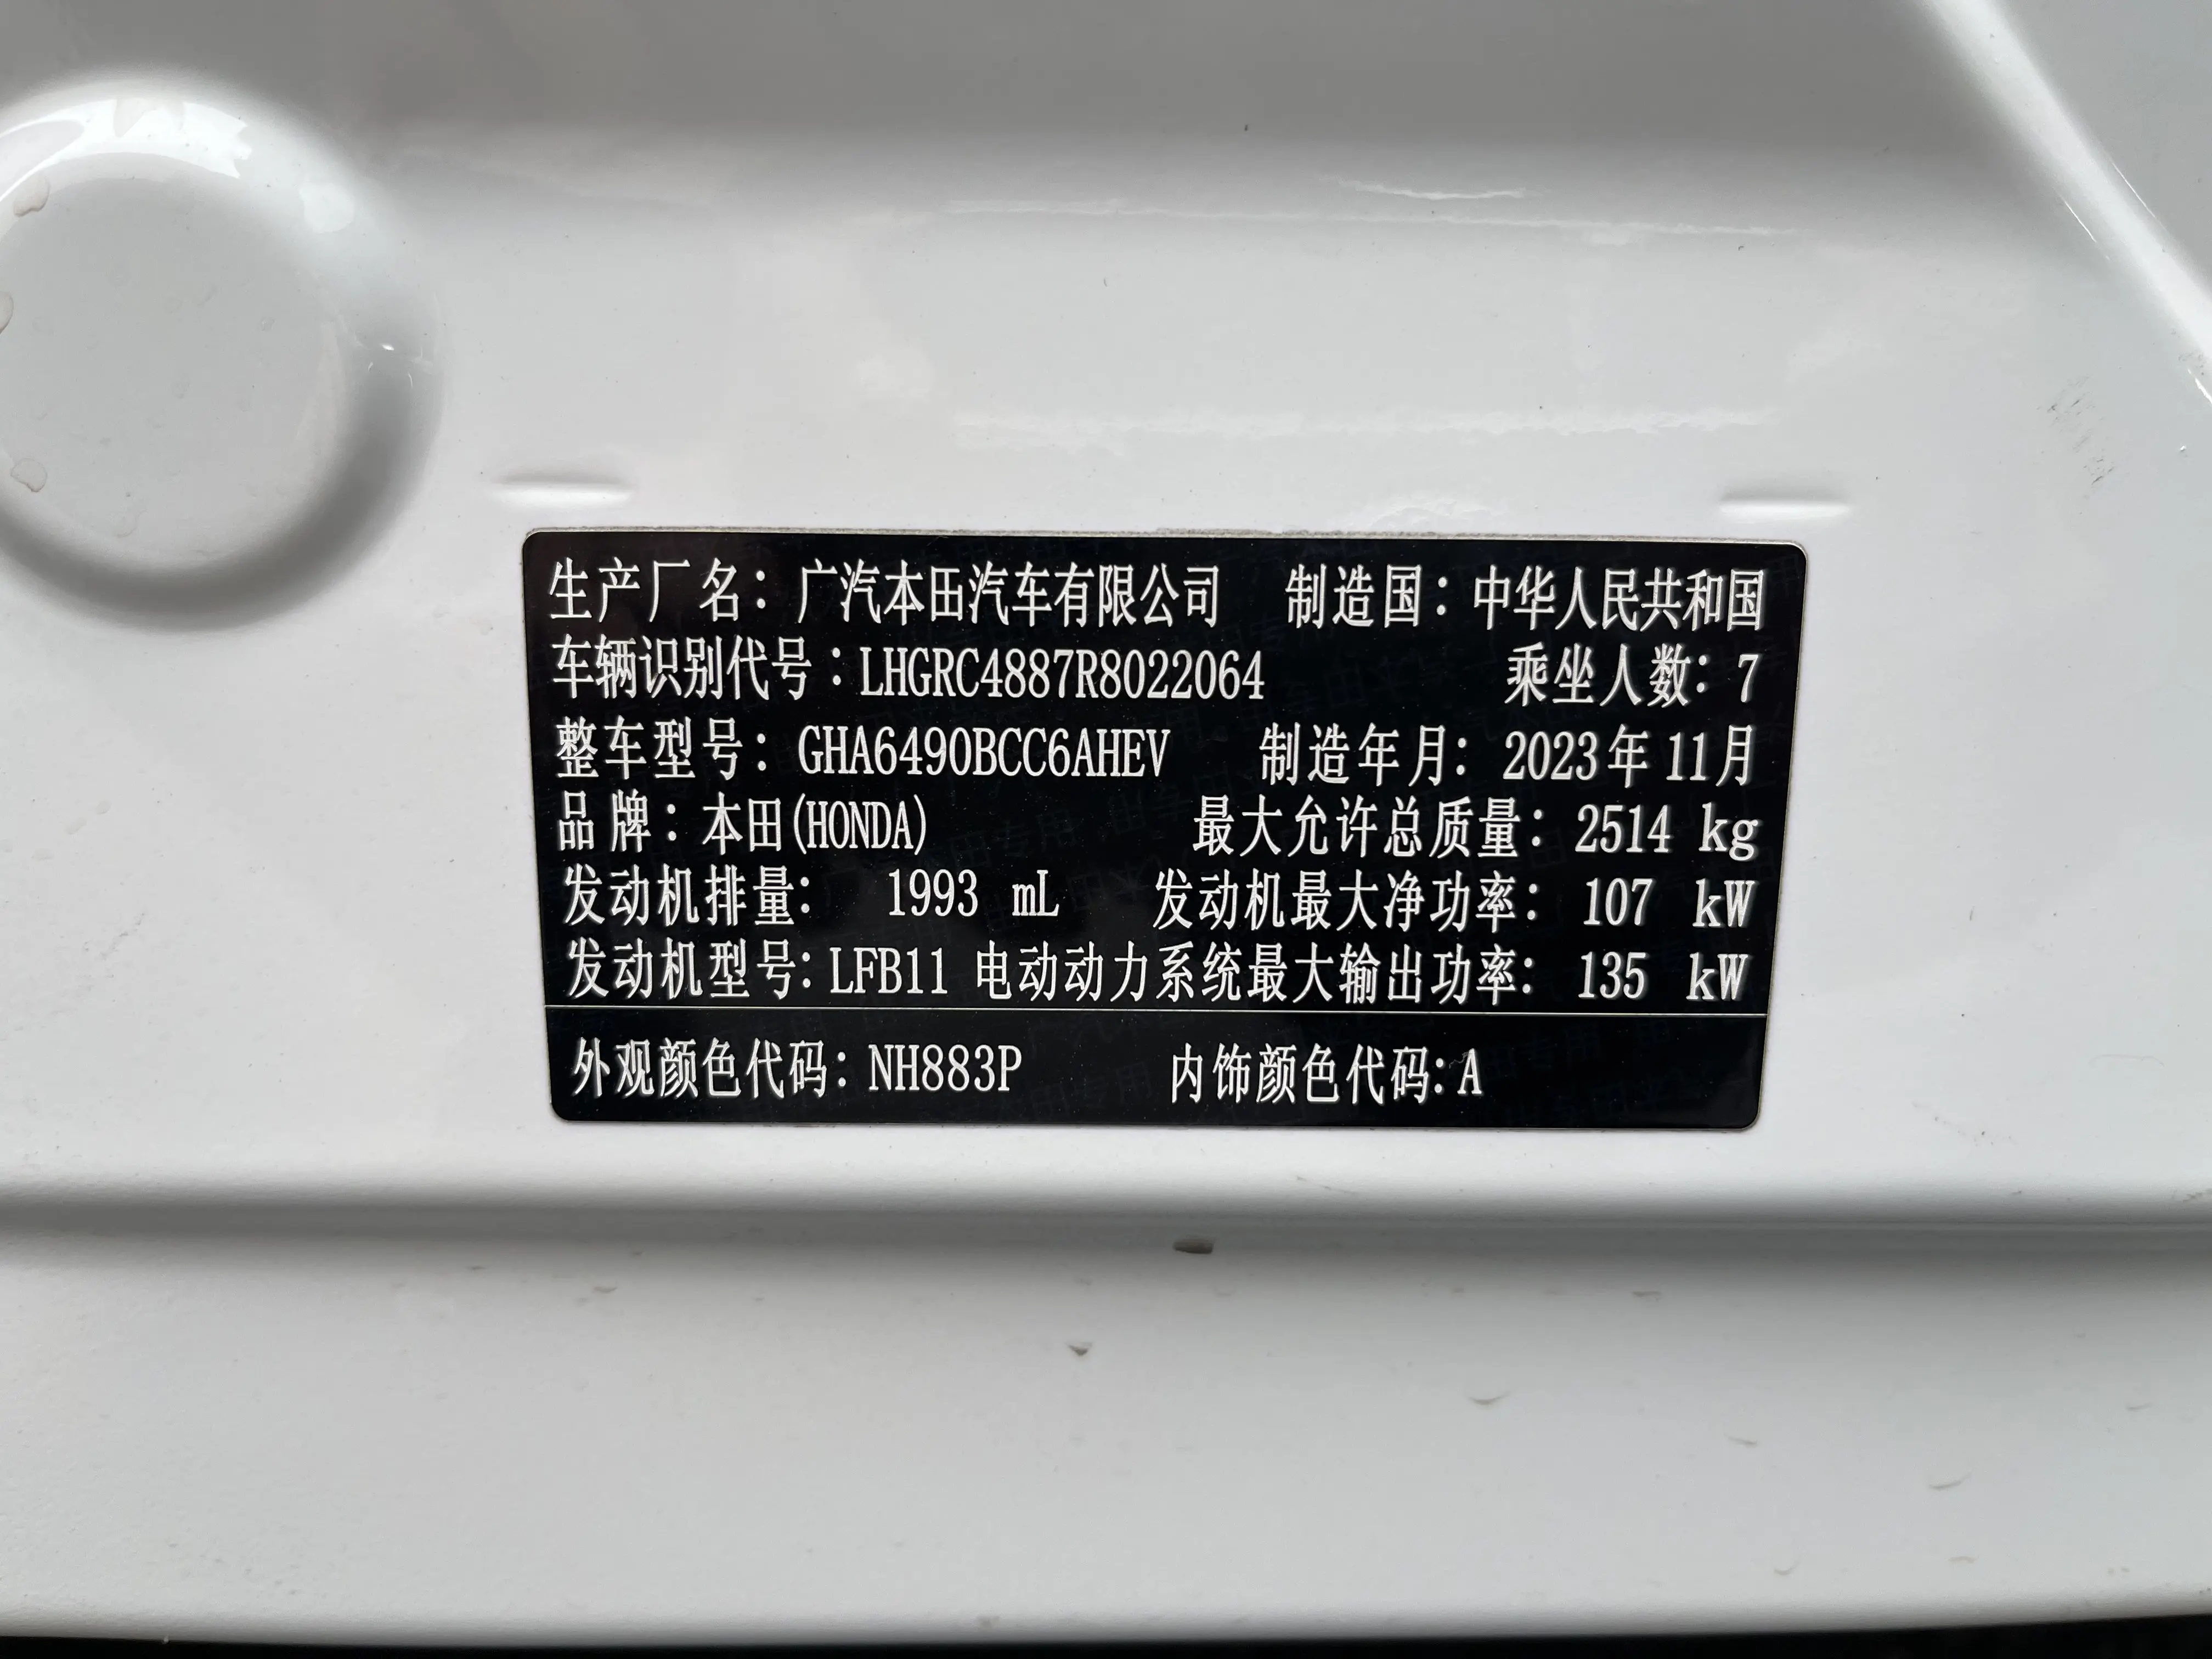 生产厂名：广汽本田汽车有限公司 制造国：中华人民共和国
车辆识别代号：LHGRC4887R8022064 乘坐人数：7
整车型号：GHA6490BCC6AHEV 制造年月：2023年11月
品牌：本田(HONDA) 最大允许总质量：2514 kg
发动机排量： 1993 mL 发动机最大净功率：107 kW
发动机型号：LFB11 电动动力系统最大输出功率：135 kW
外观颜色代码：NH883P 内饰颜色代码：A